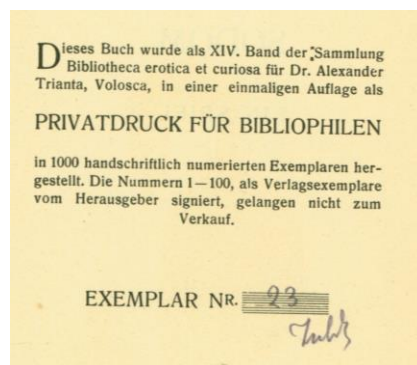 Dieses Buch wurde als XIV. Band der Sammlung
Bibliotheca erotica et curiosa für Dr. Alexander
Trianta, Volosca, in einer einmaligen Auflage als
PRIVATDRUCK FÜR BIBLIOPHILEN
in 1000 handschriftlich numerierten Exemplaren her-
gestellt. Die Nummern 1—100, als Verlagsexemplare
vom Herausgeber signiert, gelangen nicht zum
Verkauf.
EXEMPLAR NR. 23